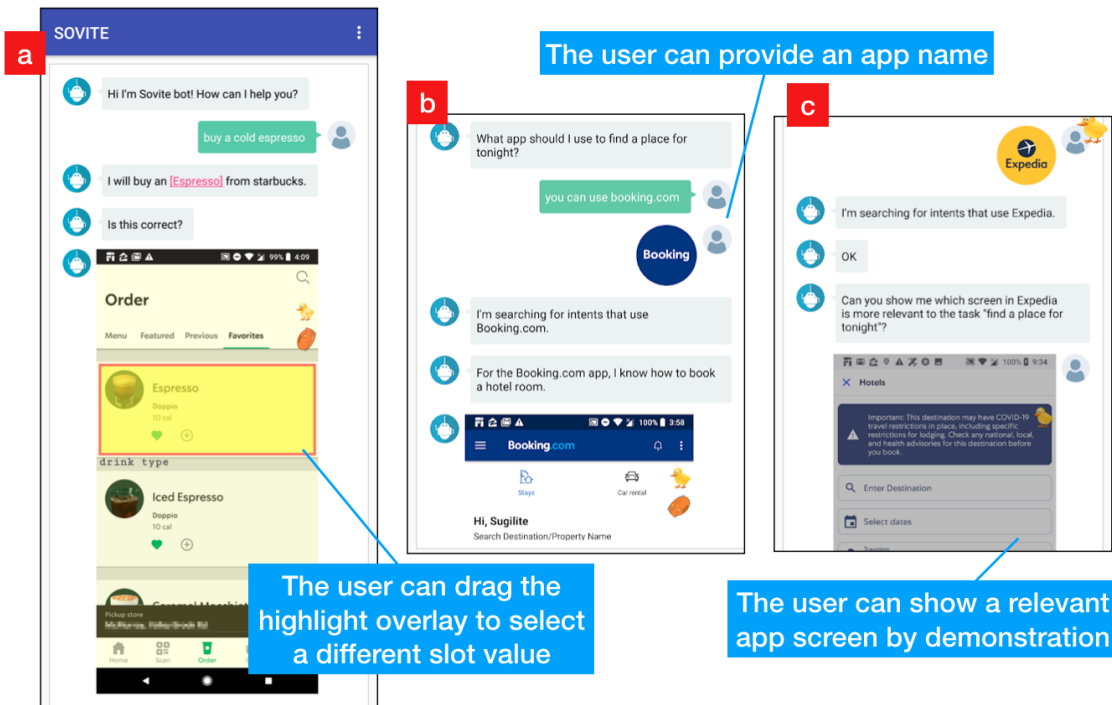 SOVITE
a
Hi I'm Sovite bot! How can I help you?
buy a cold espresso
I will buy an [Espresso] from starbucks.
Is this correct?
99% 4:09
Order
Menu Featured Previous Favorites
Espresso
Doppio
10 cal
drink type
Iced Espresso
Doppio
10 cal
Pickup store
Home Scan Order
The user can drag the
highlight overlay to select
a different slot value
The user can provide an app name
b
What app should I use to find a place for
tonight?
you can use booking.com
Booking
I'm searching for intents that use
Booking.com.
For the Booking.com app, I know how to book
a hotel room.
100% 3:58
Booking.com
Stays Car rental
Hi, Sugilite
Search Destination/Property Name
c
Expedia
I'm searching for intents that use Expedia.
OK
Can you show me which screen in Expedia
is more relevant to the task "find a place for
tonight"?
100% 9:34
Hotels
Important: This destination may have COVID-19
travel restrictions in place, including specific
restrictions for lodging. Check any national, local,
and health advisories for this destination before
you book.
Enter Destination
Select dates
The user can show a relevant
app screen by demonstration